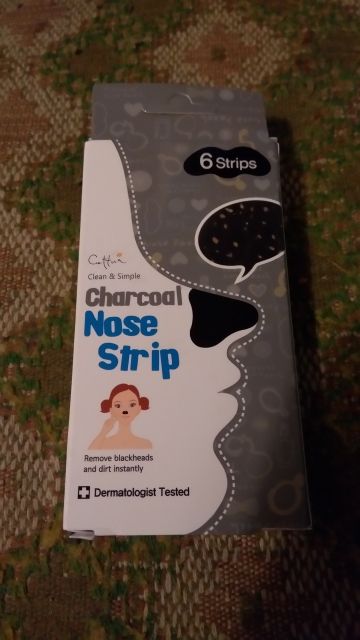 6 Strips
Cettua
Clean & Simple
Charcoal
Nose
Strip
Remove blackheads
and dirt instantly
Dermatologist Tested